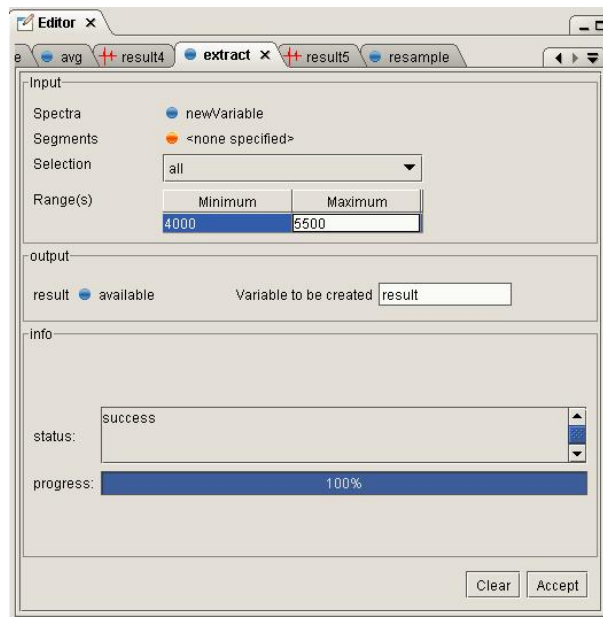 Editor
e avg result4 extract result5 resample
Input
Spectra newVariable
Segments <none specified>
Selection all
Range(s) Minimum Maximum
4000 5500
output
result available Variable to be created result
info
status: success
progress: 100%
Clear Accept